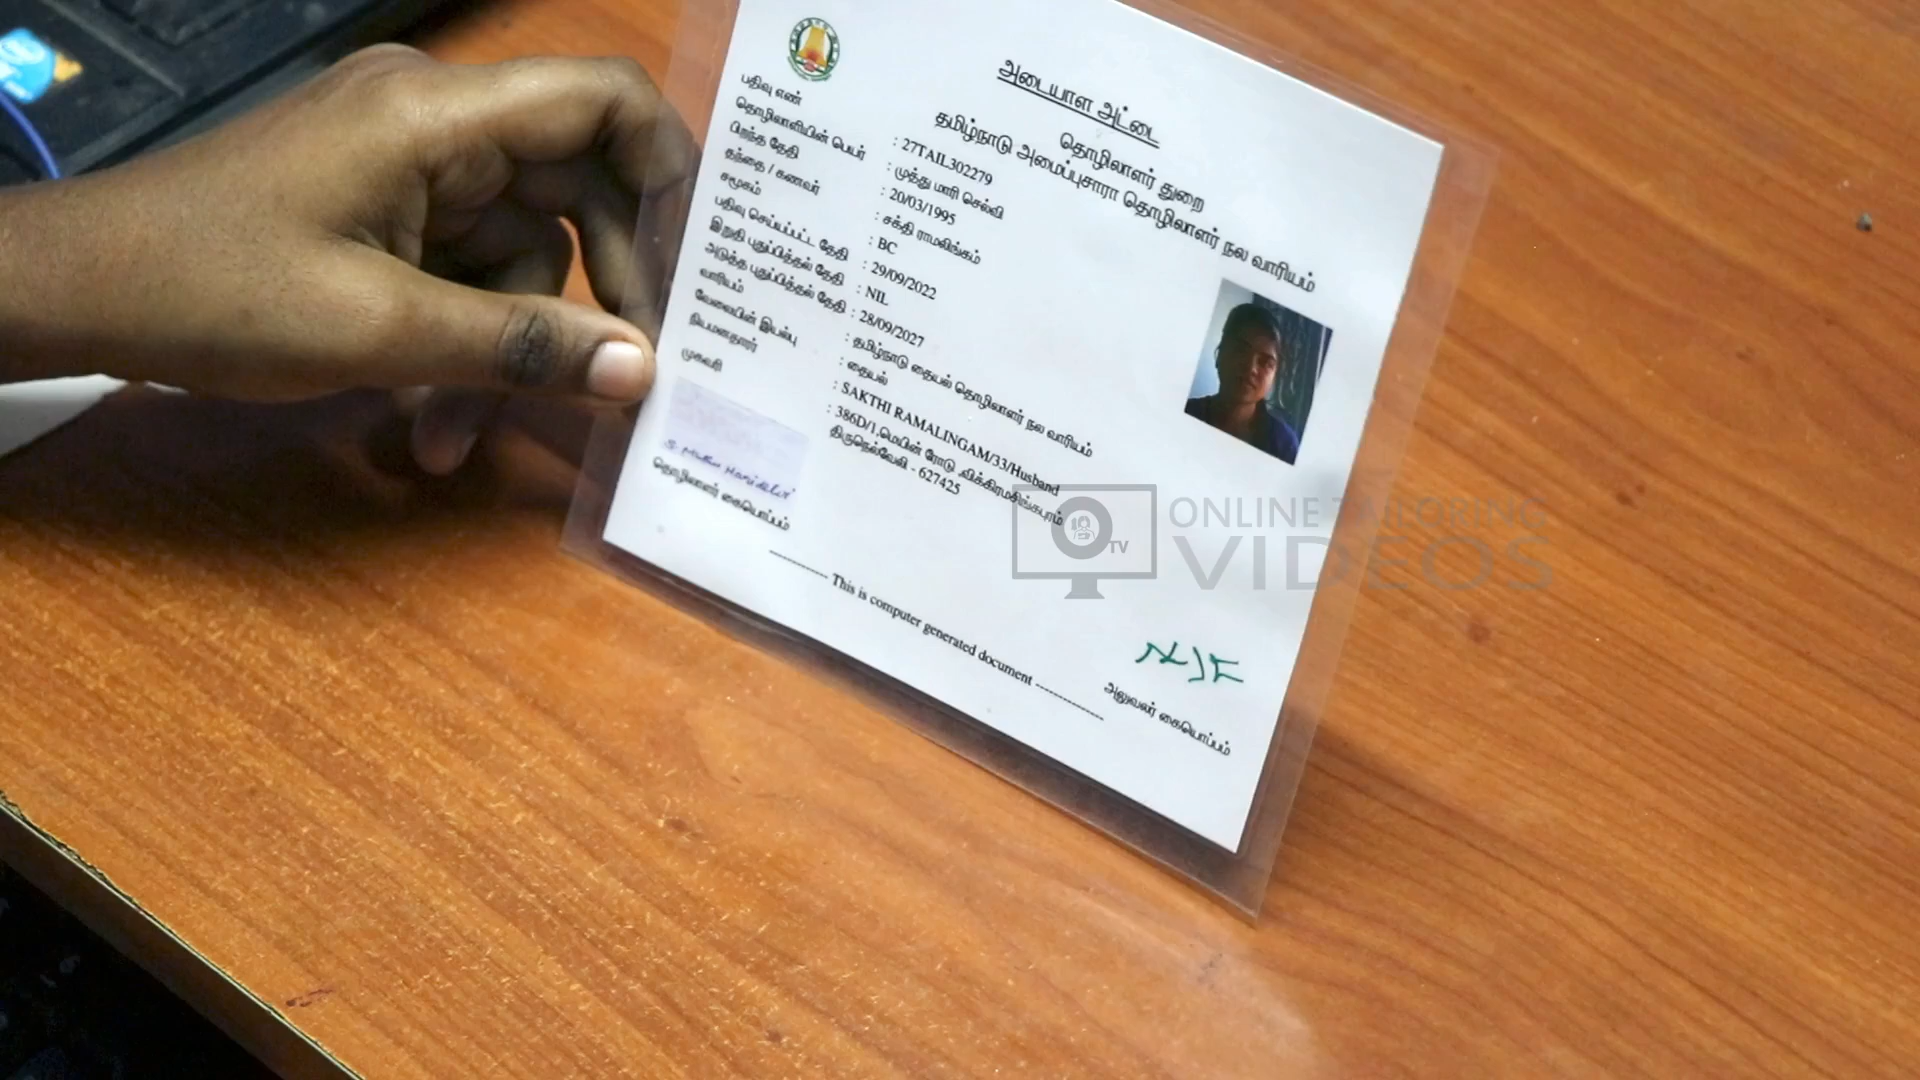 அடையாள அட்டை
தொழிலாளர் துறை
தமிழ்நாடு அமைப்புசாரா தொழிலாளர் நல வாரியம்
பதிவு எண் : 27TAIL302279
தொழிலாளியின் பெயர் : முத்து மாரி செல்வி
பிறந்த தேதி : 20/03/1995
தந்தை / கணவர் : சக்தி ராமலிங்கம்
சமூகம் : BC
பதிவு செய்யப்பட்ட தேதி : 29/09/2022
இறுதி புதுப்பித்தல் தேதி : NIL
அடுத்த புதுப்பித்தல் தேதி : 28/09/2027
வாரியம் : தமிழ்நாடு தையல் தொழிலாளர் நல வாரியம்
வேலையின் இயல்பு : தையல்
நியமனதாரர் : SAKTHI RAMALINGAM/33/Husband
முகவரி : 386D/1,மெயின் ரோடு ,விக்கிரமசிங்கபுரம்
திருநெல்வேலி - 627425
தொழிலாளர் கையொப்பம்
---------- This is computer generated document ------------
அலுவலர் கையொப்பம்
TV
ONLINE TAILORING
VIDEOS